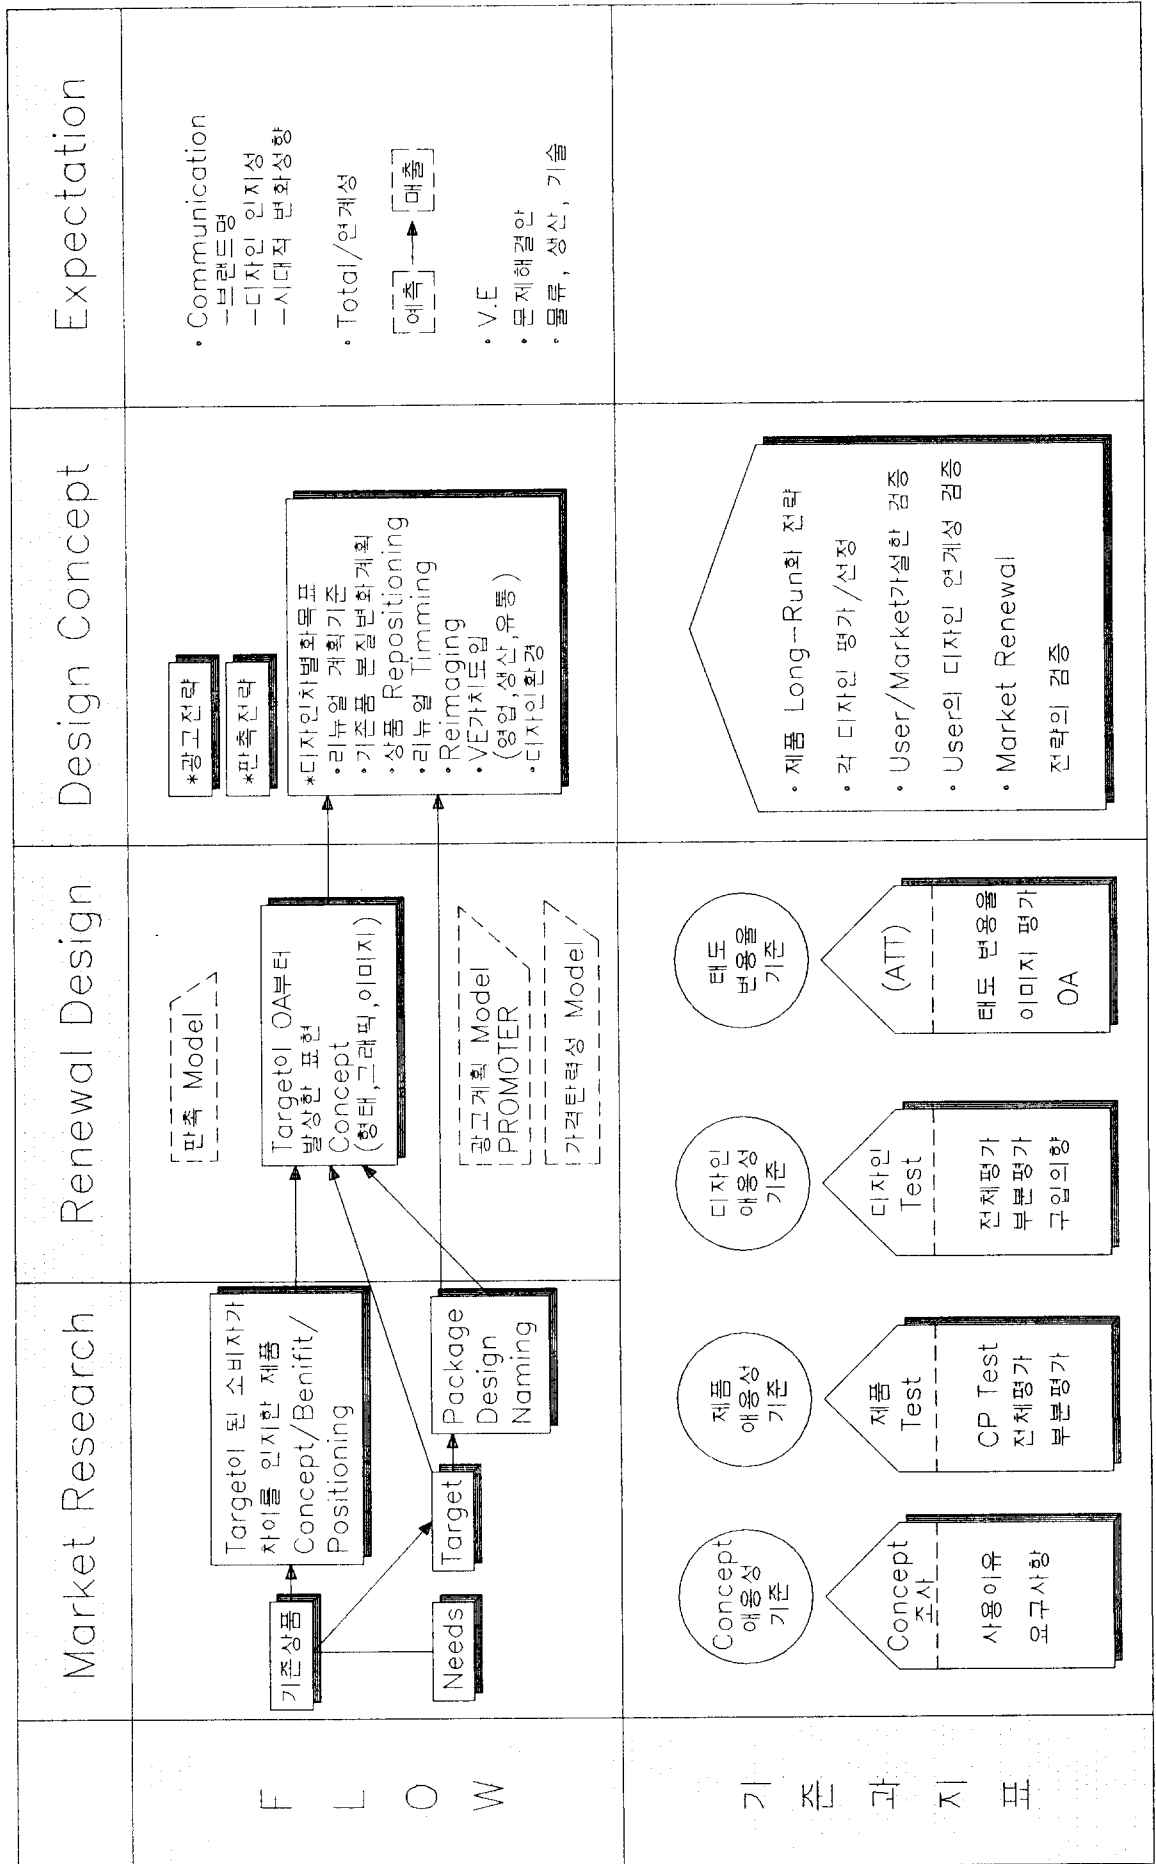 Market Research
Renewal Design
Design Concept
Expectation
FLOW
기존상품
Needs
Target이 된 소비자가
차이를 인지한 제품
Concept/Benifit/
Positioning
Target
Package
Design
Naming
판촉 Model
Target이 OA부터
발상한 표현
Concept
(형태,그래픽,이미지)
광고계획 Model
PROMOTER
가격탄력성 Model
*광고전략
*판촉전략
*디자인차별화목표
·리뉴얼 계획기준
·기존품 본질변화계획
·상품 Repositioning
·리뉴얼 Timming
·Reimaging
·VE가치도입
(영업,생산,유통)
·디자인환경
·Communication
-브랜드명
-디자인 인지성
-시대적 변화성향
·Total/연계성
예측
매출
·V.E
·문제해결안
·물류, 생산, 기술
기준과지표
Concept
애용성
기준
Concept
조사
사용이유
요구사항
제품
애용성
기준
제품
Test
CP Test
전체평가
부분평가
디자인
애용성
기준
디자인
Test
전체평가
부분평가
구입의향
태도
변용율
기준
(ATT)
태도 변용율
이미지 평가
OA
·제품 Long-Run화 전략
·각 디자인 평가/선정
·User/Market가설한 검증
·User의 디자인 연계성 검증
·Market Renewal
전략의 검증